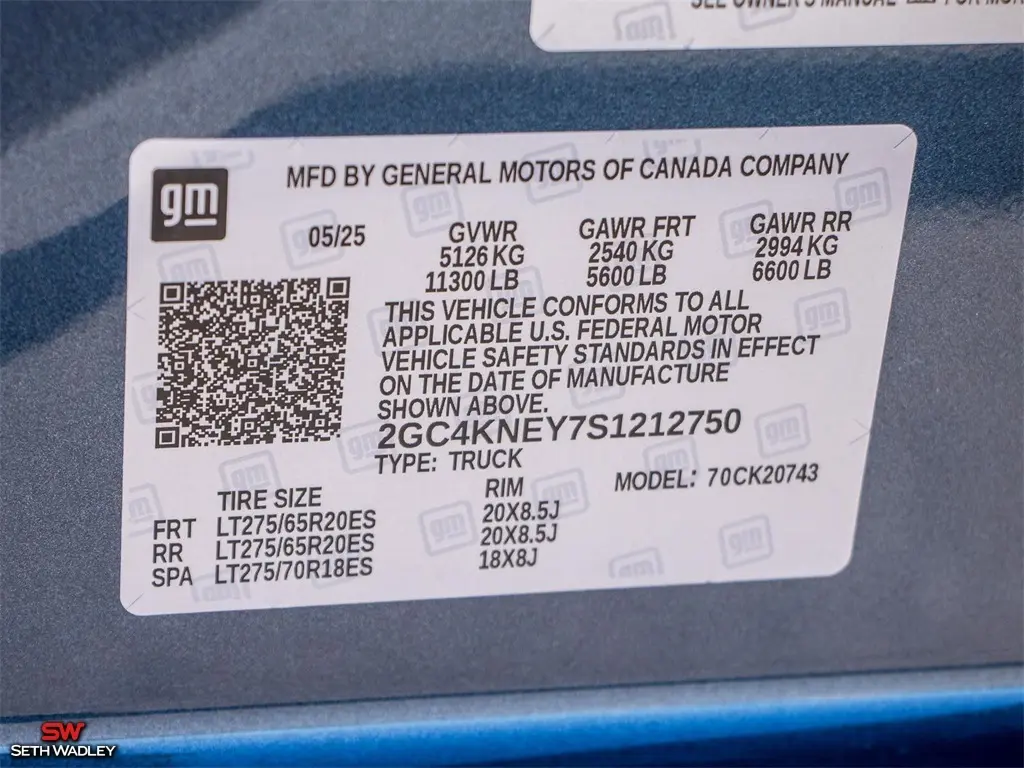 SEE OWNER'S MANUAL
gm
MFD BY GENERAL MOTORS OF CANADA COMPANY
05/25 GVWR GAWR FRT GAWR RR
5126 KG 2540 KG 2994 KG
11300 LB 5600 LB 6600 LB
THIS VEHICLE CONFORMS TO ALL
APPLICABLE U.S. FEDERAL MOTOR
VEHICLE SAFETY STANDARDS IN EFFECT
ON THE DATE OF MANUFACTURE
SHOWN ABOVE.
2GC4KNEY7S1212750
TYPE: TRUCK
MODEL: 70CK20743
TIRE SIZE RIM
FRT LT275/65R20ES 20X8.5J
RR LT275/65R20ES 20X8.5J
SPA LT275/70R18ES 18X8J
SW
SETH WADLEY